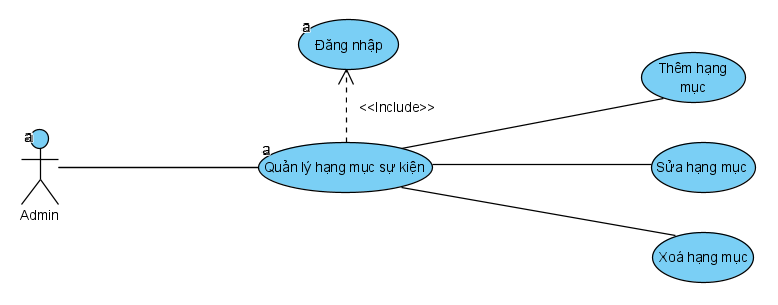 a
Đăng nhập
Thêm hạng
mục
<<Include>>
a
a
Quản lý hạng mục sự kiện
Sửa hạng mục
Admin
Xoá hạng mục